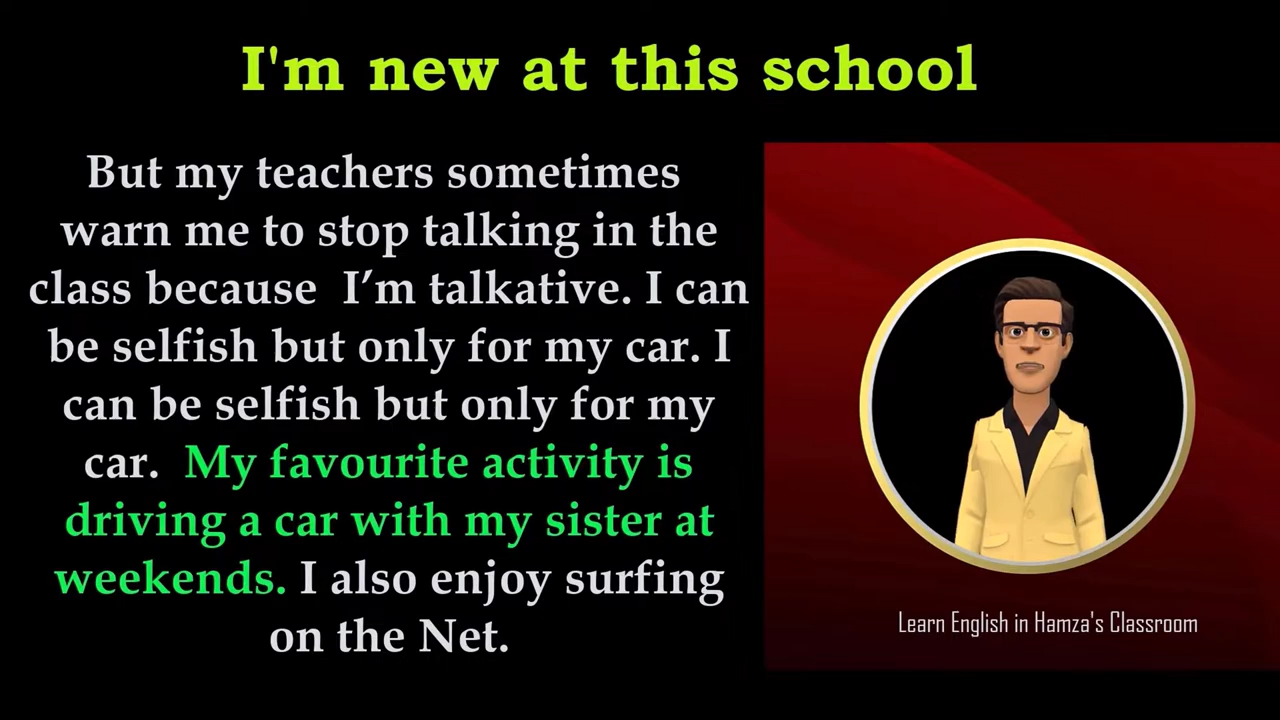 I'm new at this school
But my teachers sometimes
warn me to stop talking in the
class because  I’m talkative. I can
be selfish but only for my car. I
can be selfish but only for my
car.  My favourite activity is
driving a car with my sister at
weekends. I also enjoy surfing
on the Net.
Learn English in Hamza's Classroom